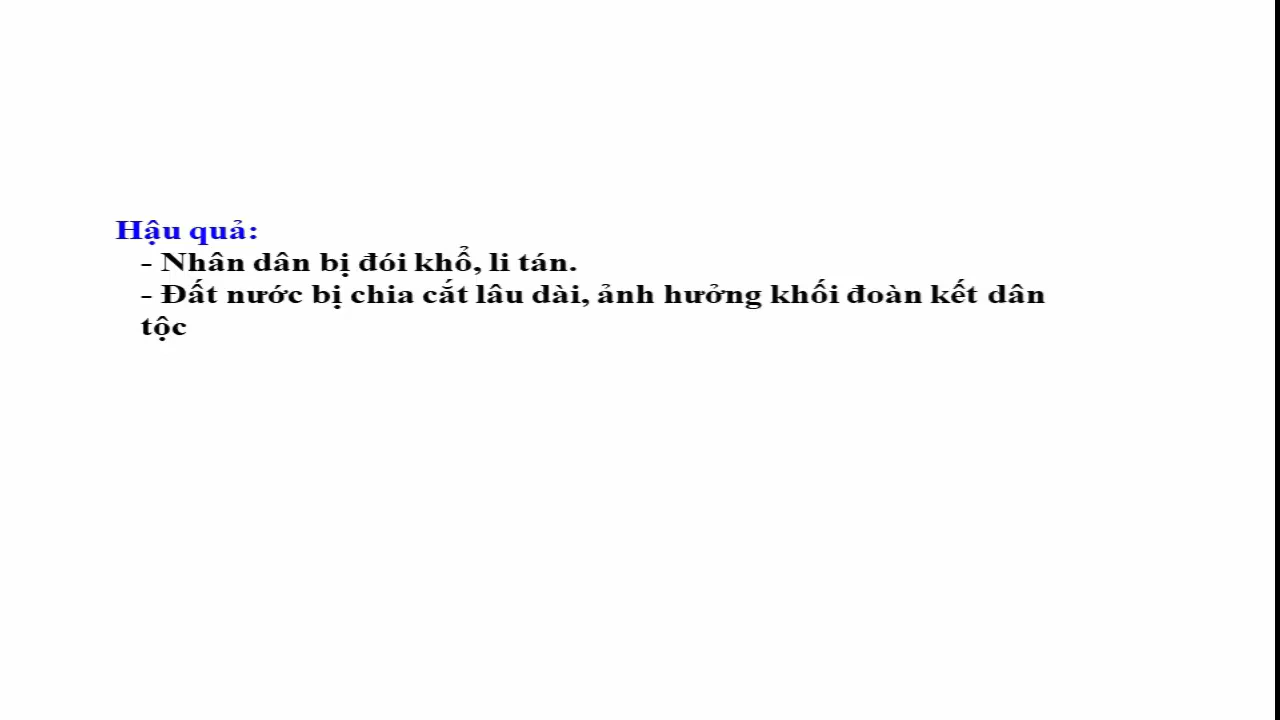 Hậu quả:
- Nhân dân bị đói khổ, li tán.
- Đất nước bị chia cắt lâu dài, ảnh hưởng khối đoàn kết dân
tộc